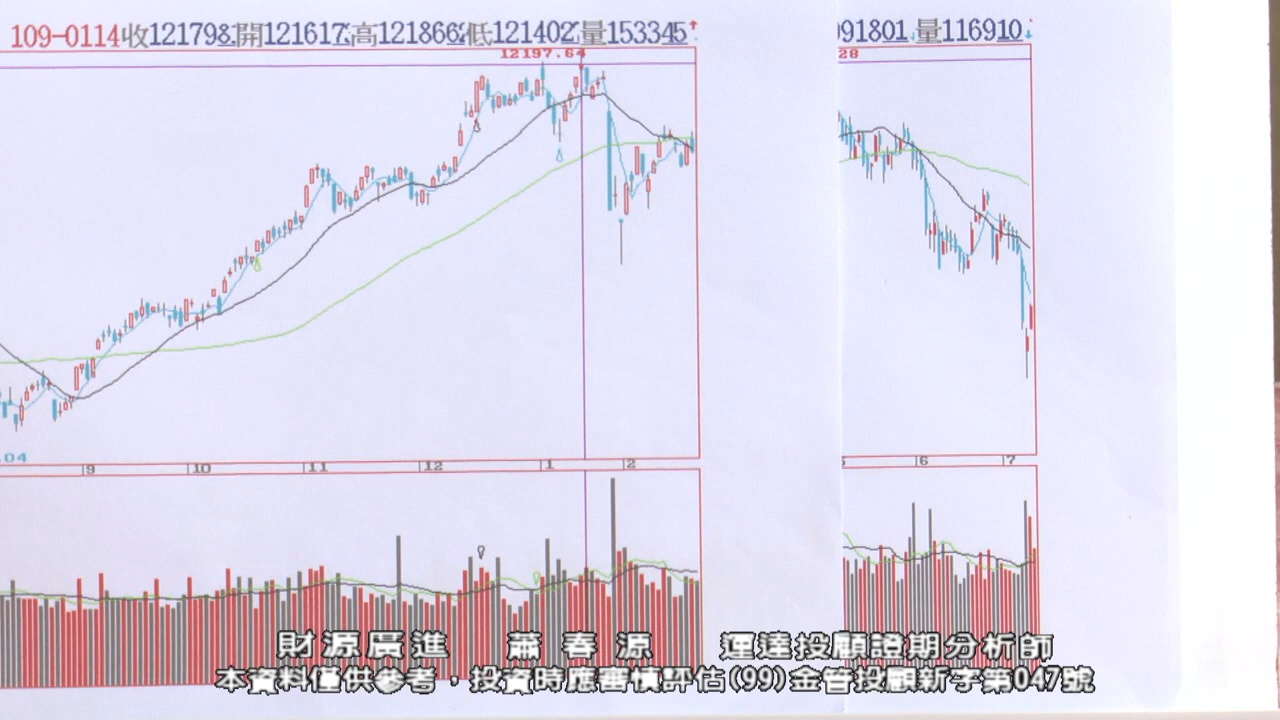 109-0114收121798開121617高121866低121402量153345
991801 量116910
12197.64
28
.04
9 10 11 12 1 2
6 7
財源廣進 蕭春源 運達投顧證期分析師
本資料僅供參考，投資時應審慎評估(99)金管投顧新字第047號